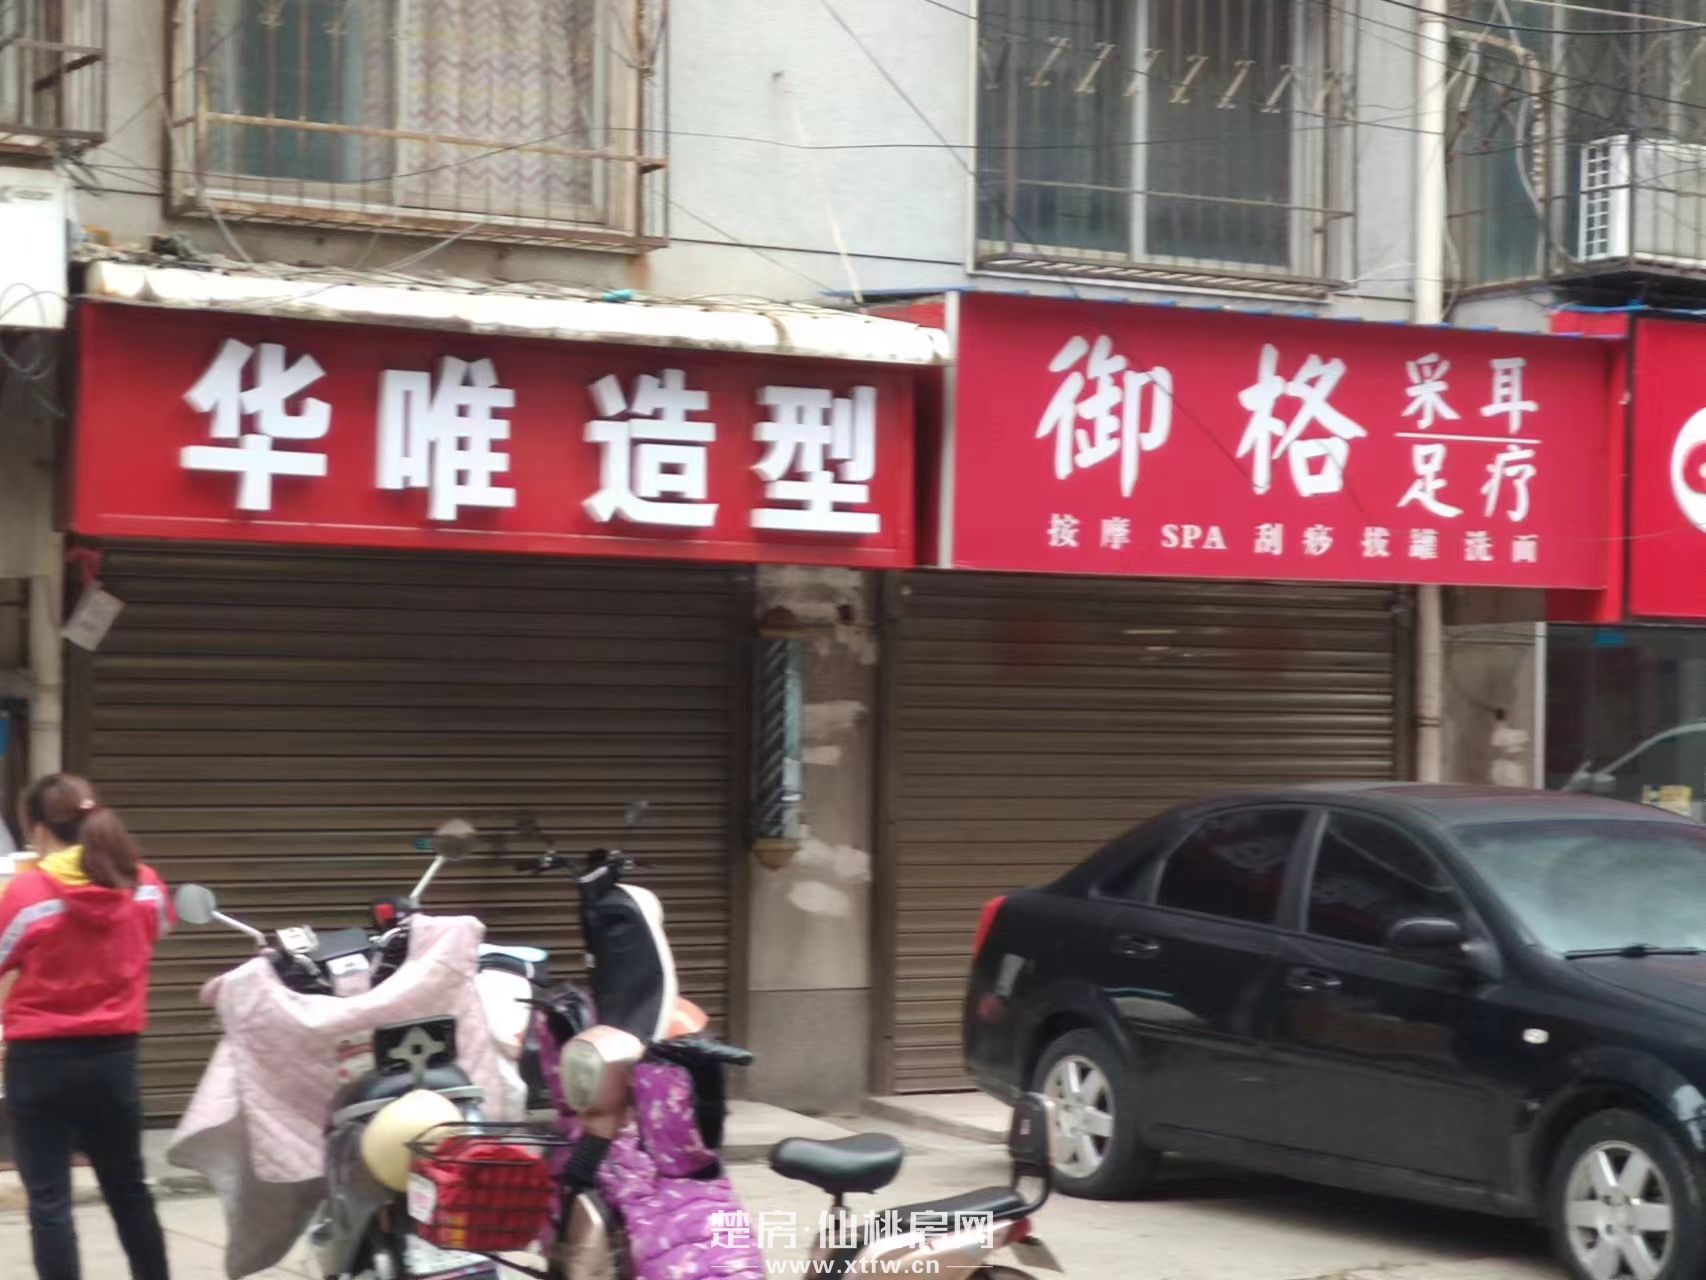 华唯造型
御格
采耳
足疗
按摩 SPA 刮痧 拔罐 洗面
楚房·仙桃房网
www.xtfw.cn